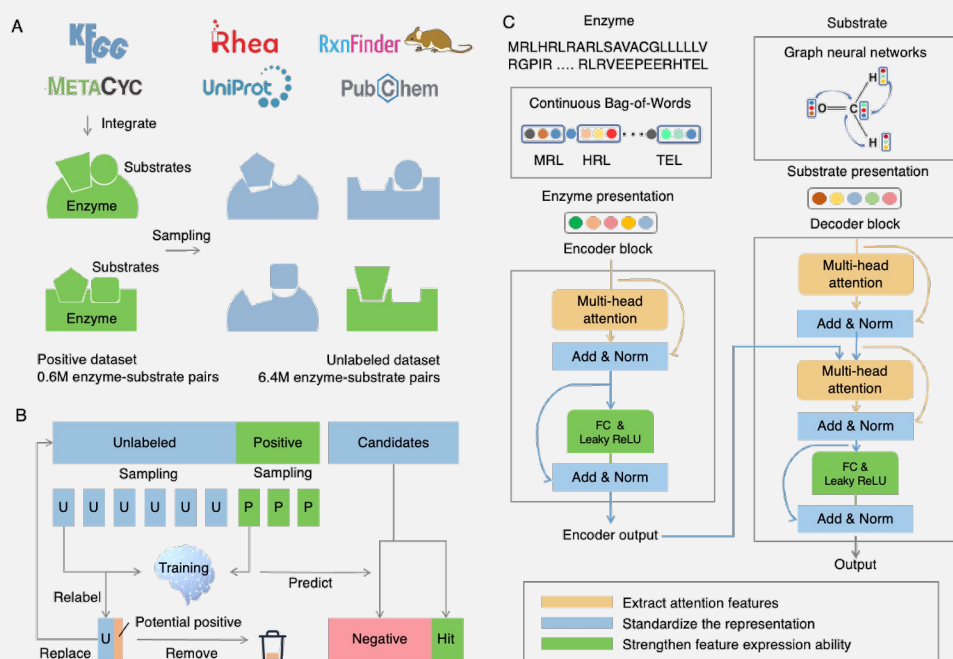 A
KEGG
Rhea
RxnFinder
METACYC
UniProt
PubChem
Integrate
Substrates
Enzyme
Sampling
Substrates
Enzyme
Positive dataset
0.6M enzyme-substrate pairs
Unlabeled dataset
6.4M enzyme-substrate pairs
B
Unlabeled
Positive
Candidates
Sampling
Sampling
U
U
U
U
U
U
P
P
P
Training
Predict
Relabel
U
Potential positive
Replace
Remove
Negative
Hit
C
Enzyme
MRLHRLRARLSAVACGLLLLLV
RGPIR .... RLRVEEPEERHTEL
Continuous Bag-of-Words
MRL
HRL
TEL
Enzyme presentation
Encoder block
Multi-head
attention
Add & Norm
FC &
Leaky ReLU
Add & Norm
Encoder output
Substrate
Graph neural networks
H
O
C
H
Substrate presentation
Decoder block
Multi-head
attention
Add & Norm
Multi-head
attention
Add & Norm
FC &
Leaky ReLU
Add & Norm
Output
Extract attention features
Standardize the representation
Strengthen feature expression ability